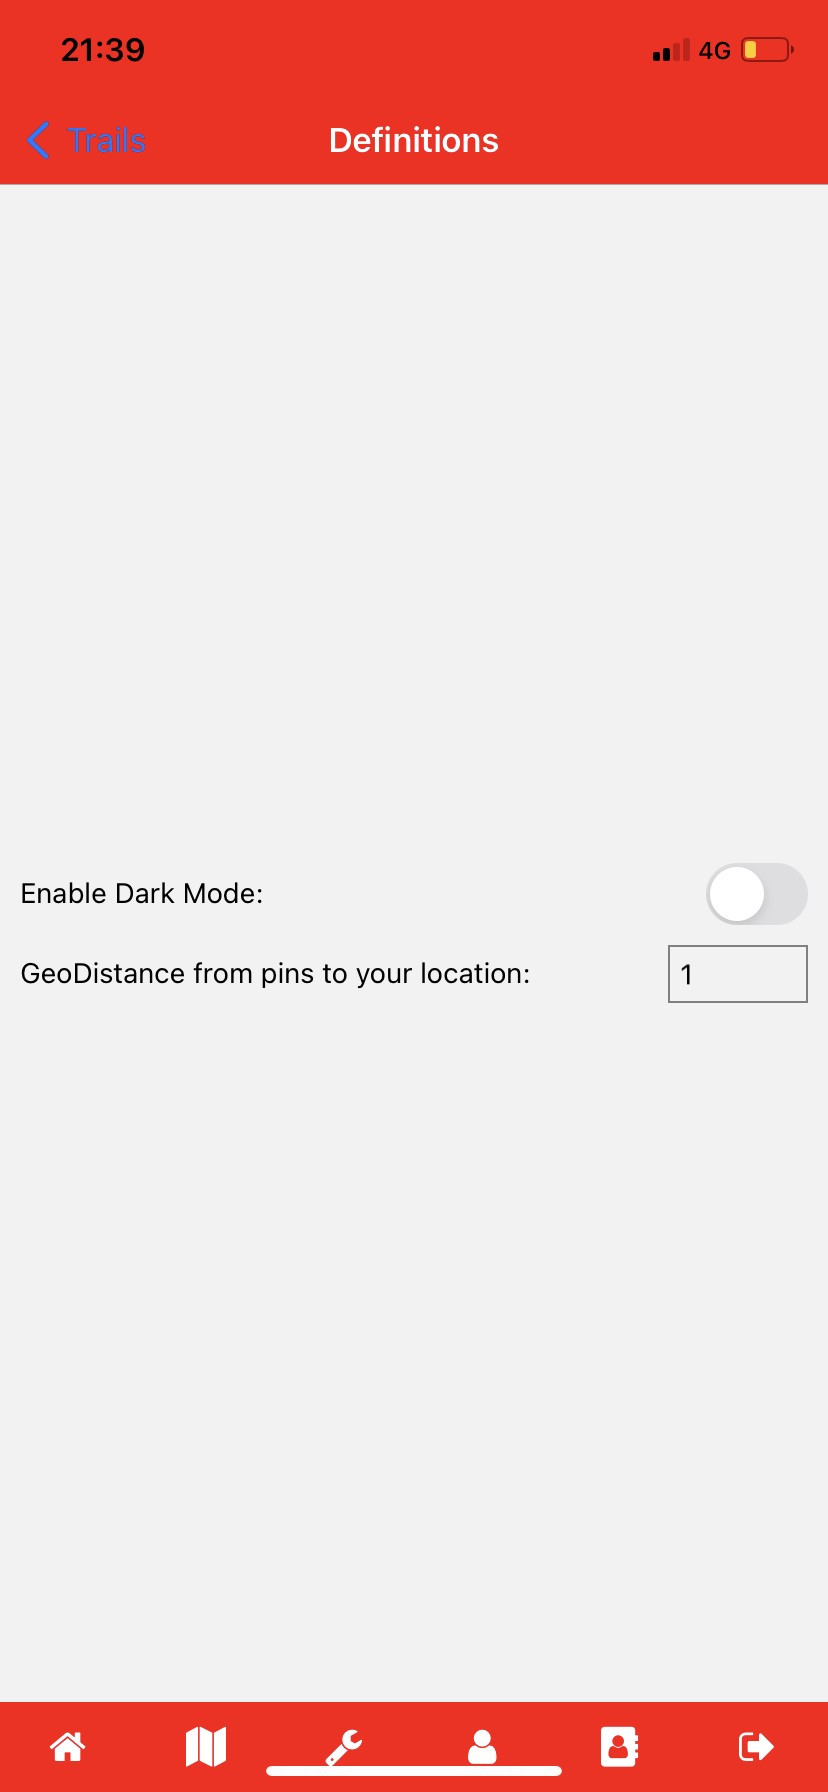 21:39
4G
Trails
Definitions
Enable Dark Mode:
GeoDistance from pins to your location:
1